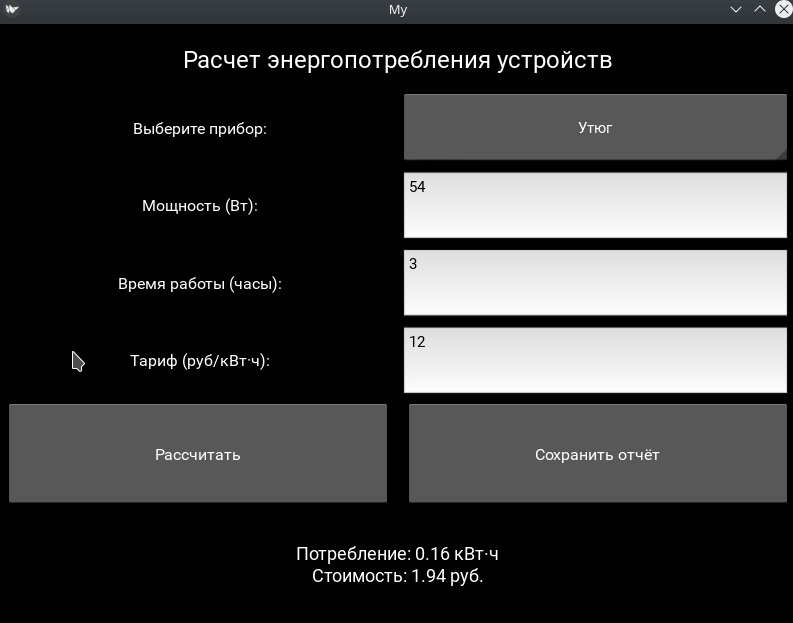 My
Расчет энергопотребления устройств
Выберите прибор:
Утюг
Мощность (Вт):
54
Время работы (часы):
3
Тариф (руб/кВт·ч):
12
Рассчитать
Сохранить отчёт
Потребление: 0.16 кВт·ч
Стоимость: 1.94 руб.